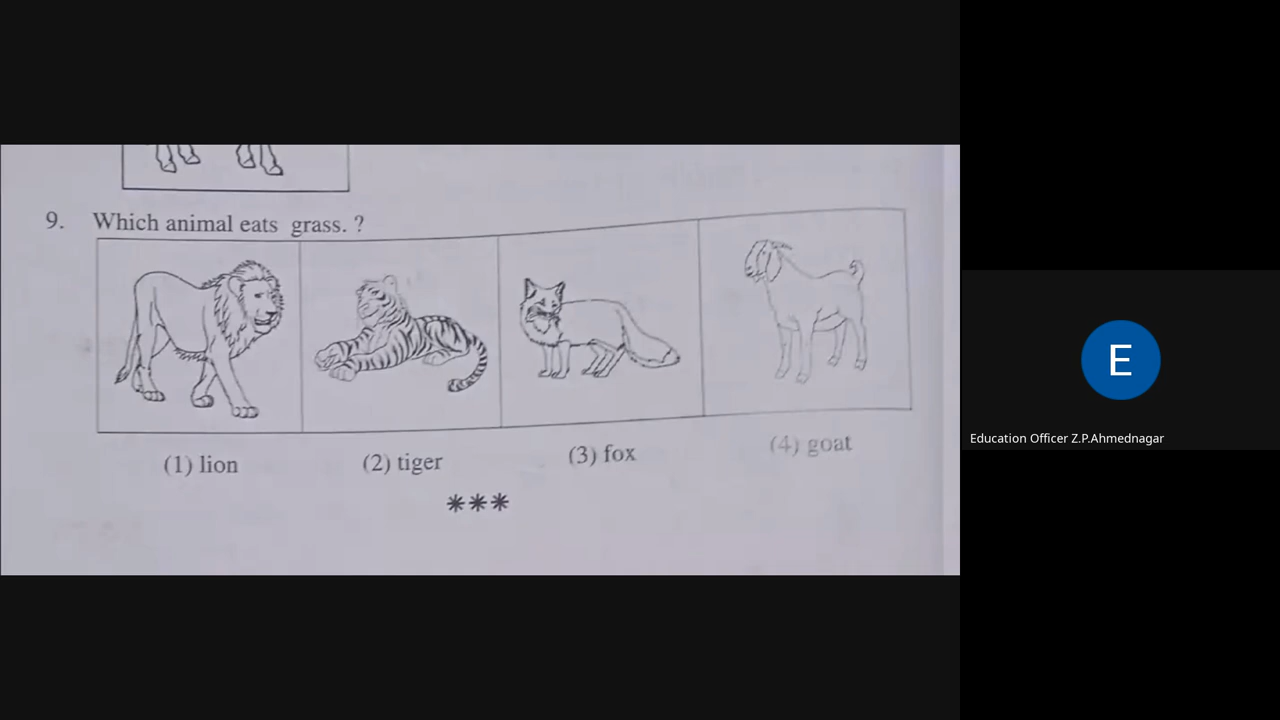 9. Which animal eats grass. ?
(1) lion (2) tiger (3) fox (4) goat
***
E
Education Officer Z.P.Ahmednagar